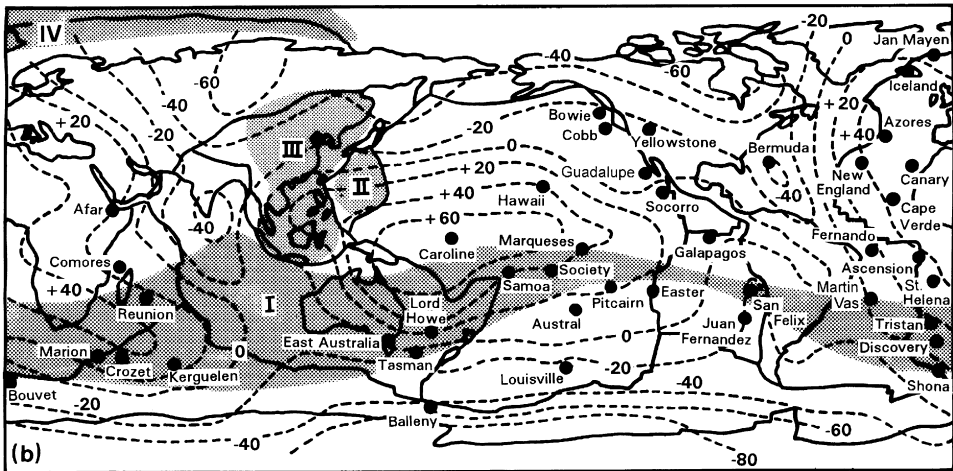 IV
-20
0
Jan Mayen
-40
-60
-60
Iceland
-40
+20
+20
-20
Azores
Bowie
-20
+40
Cobb
III
0
Yellowstone
Bermuda
+20
Guadalupe
New
England
II
Canary
+40
-40
Hawaii
Socorro
Afar
-40
+60
Cape
Verde
Marqueses
Fernando
Caroline
Galapagos
Comores
Society
Ascension
+40
I
Samoa
Martin
Vas
St.
Helena
Reunion
Lord
Howe
Pitcairn
Easter
San
Felix
Austral
Tristan
East Australia
0
Juan
Fernandez
Marion
0
Discovery
Tasman
-20
Crozet
Kerguelen
Louisville
-40
Shona
Bouvet
-20
Balleny
-40
-60
(b)
-80